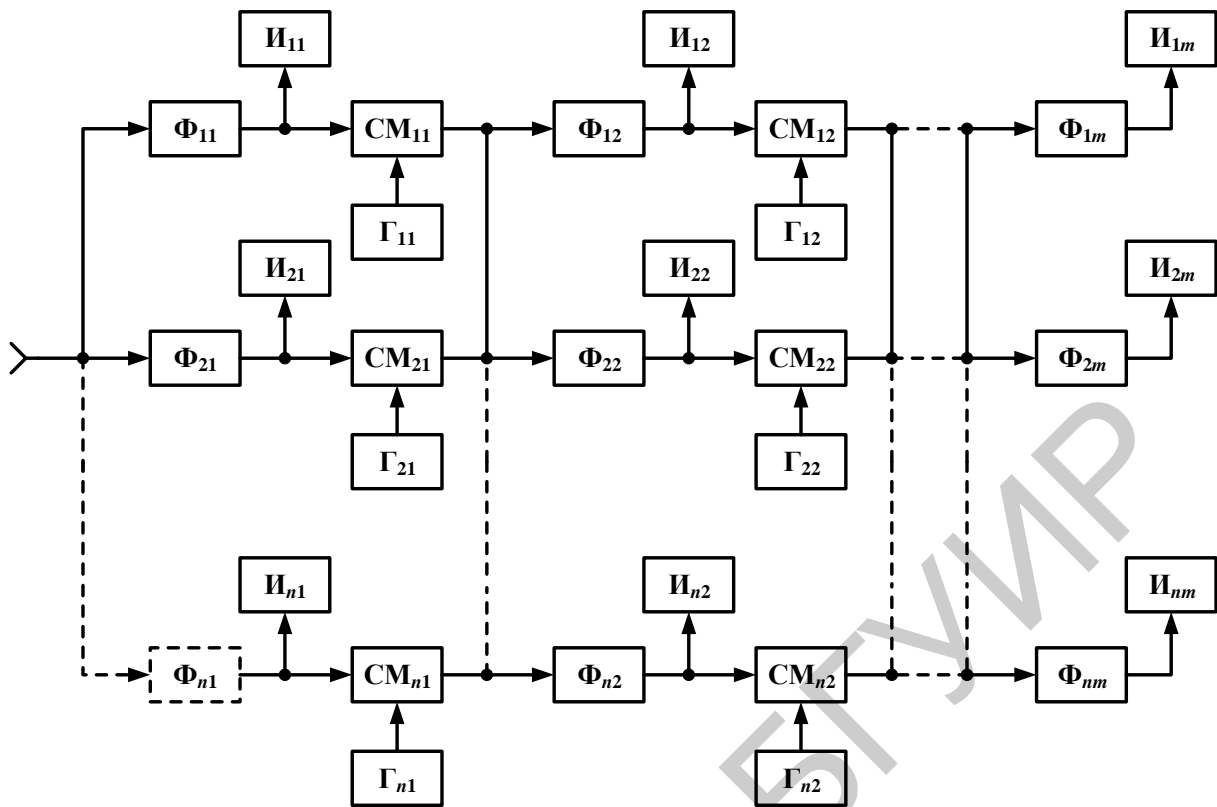 И11 И12 И1m
Ф11 СМ11 Ф12 СМ12 Ф1m
Г11 Г12
И21 И22 И2m
Ф21 СМ21 Ф22 СМ22 Ф2m
Г21 Г22
Иn1 Иn2 Иnm
Фn1 СМn1 Фn2 СМn2 Фnm
Гn1 Гn2
БГУИР